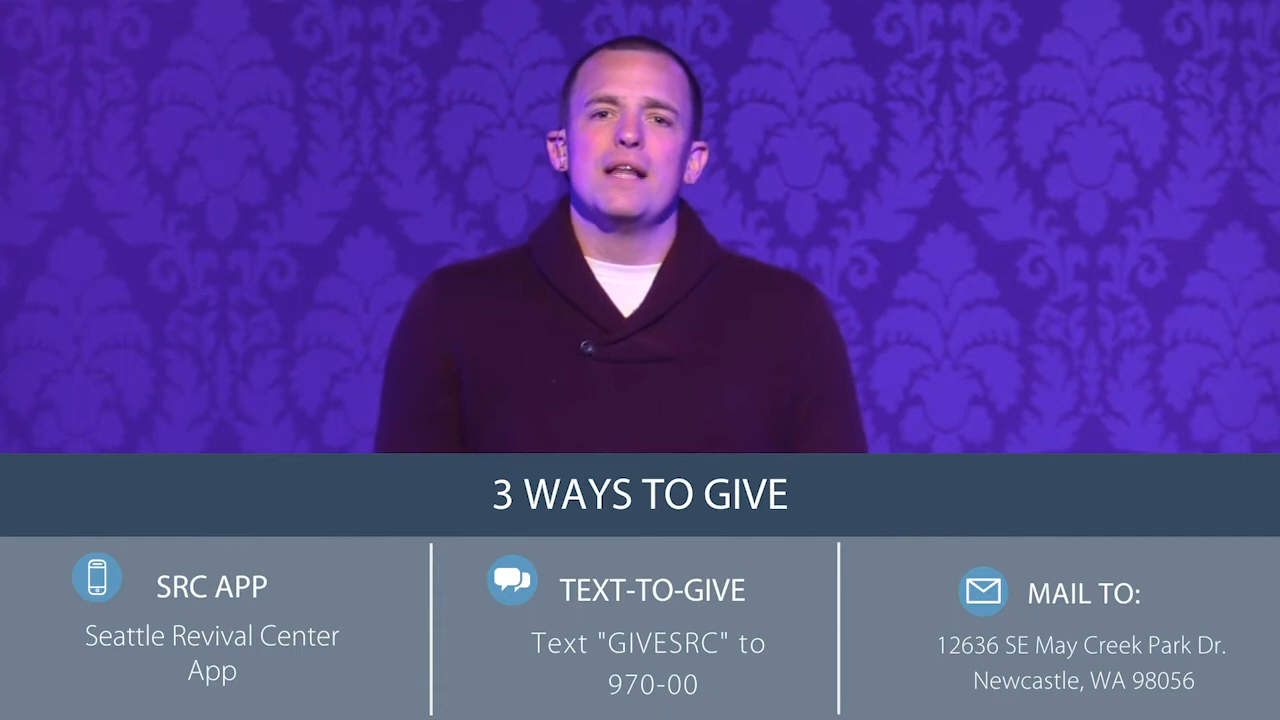 3 WAYS TO GIVE
SRC APP
Seattle Revival Center
App
TEXT-TO-GIVE
Text "GIVESRC" to
970-00
MAIL TO:
12636 SE May Creek Park Dr.
Newcastle, WA 98056